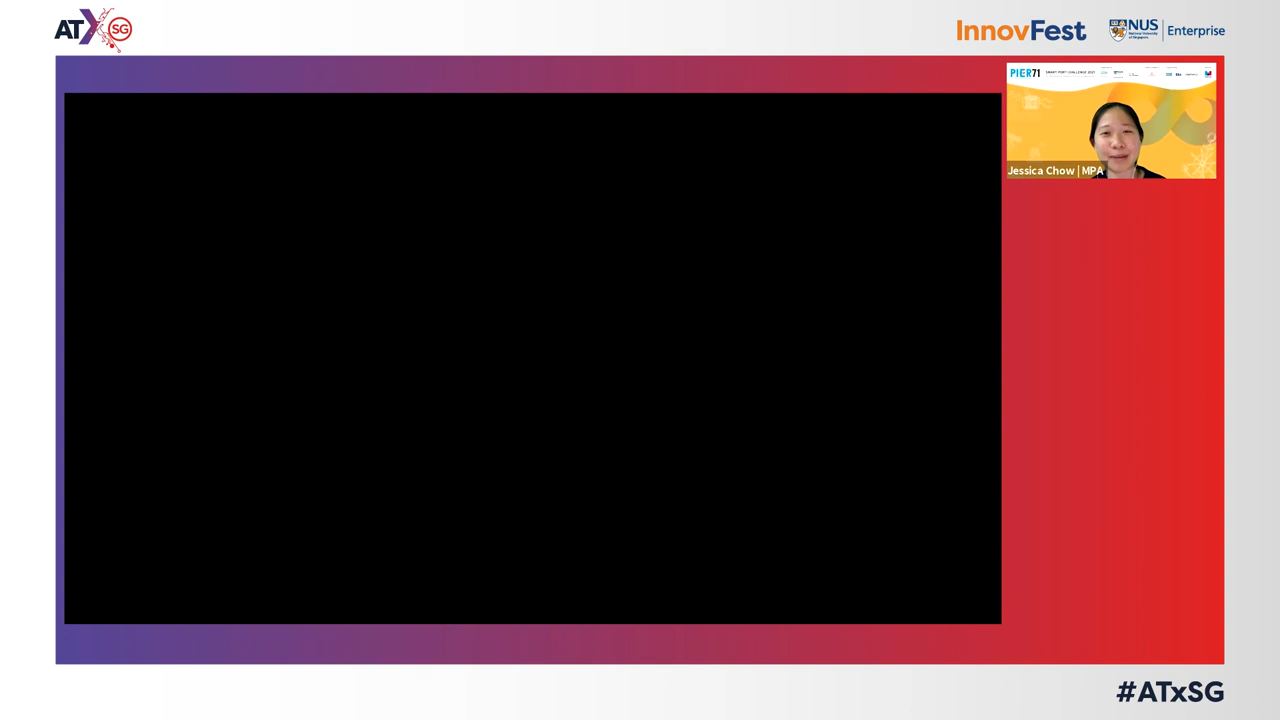 ATxSG
InnovFest
NUS
National University
of Singapore
Enterprise
PIER71
SMART PORT CHALLENGE 2021
Jessica Chow | MPA
#ATxSG